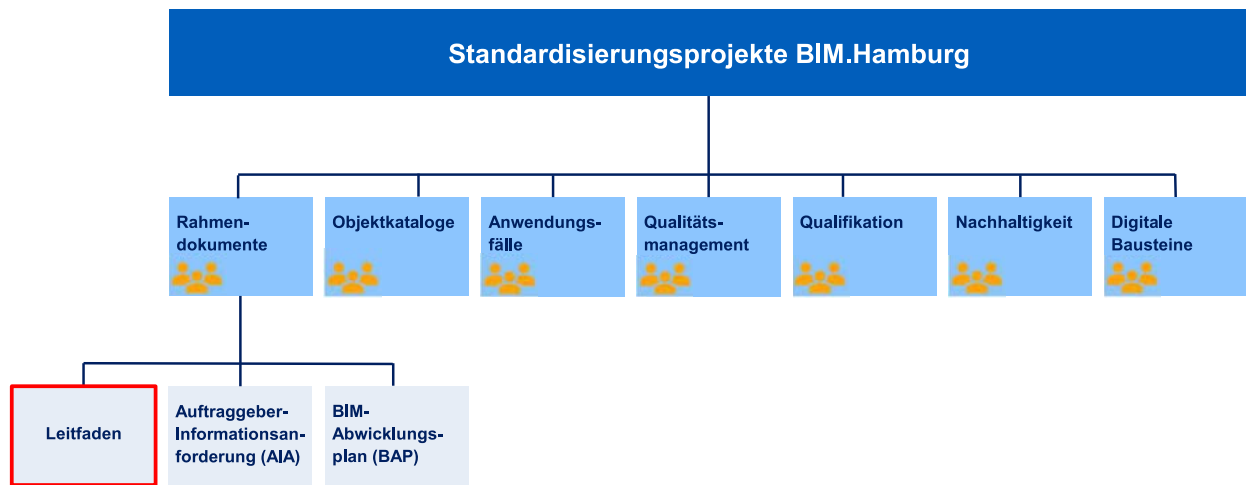 Standardisierungsprojekte BIM.Hamburg
Rahmen-
dokumente
Objektkataloge
Anwendungs-
fälle
Qualitäts-
management
Qualifikation
Nachhaltigkeit
Digitale
Bausteine
Leitfaden
Auftraggeber-
Informationsan-
forderung (AIA)
BIM-
Abwicklungs-
plan (BAP)